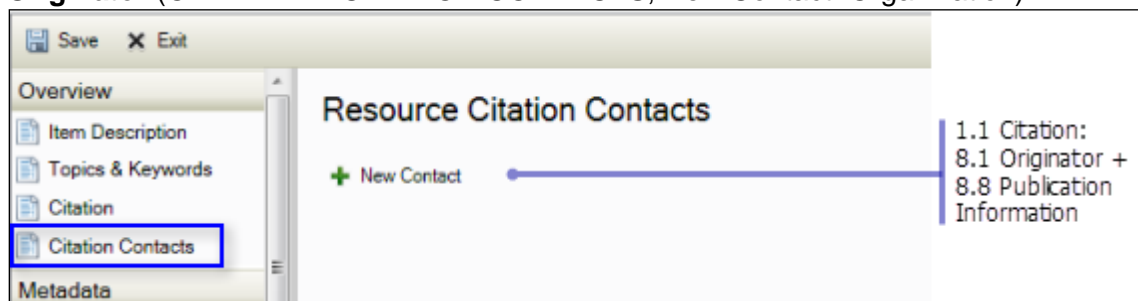 Save Exit
Overview
Item Description
Topics & Keywords
Citation
Citation Contacts
Metadata
Resource Citation Contacts
New Contact
1.1 Citation:
8.1 Originator +
8.8 Publication
Information